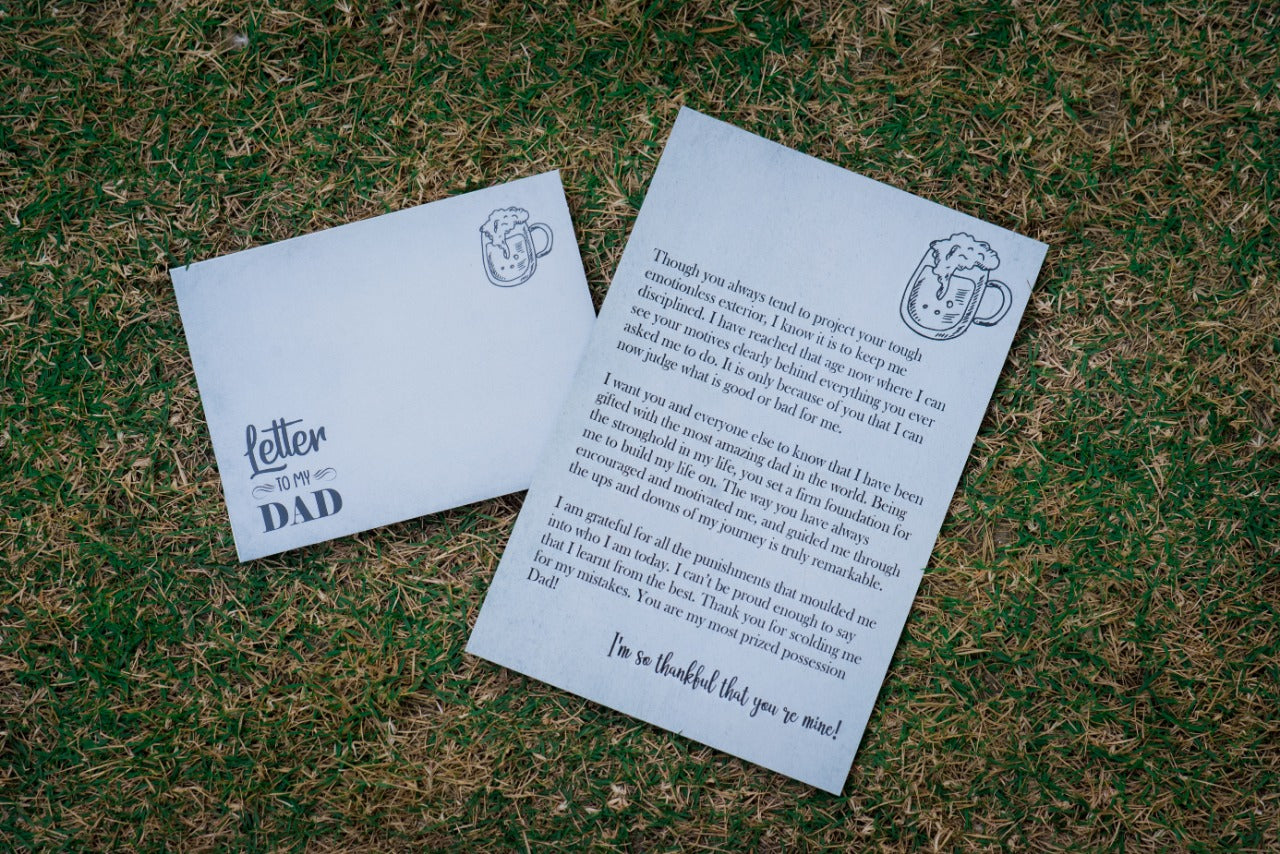 Letter
TO MY
DAD
Though you always tend to project your tough
emotionless exterior, I know it is to keep me
disciplined. I have reached that age now where I can
see your motives clearly behind everything you ever
asked me to do. It is only because of you that I can
now judge what is good or bad for me.
I want you and everyone else to know that I have been
gifted with the most amazing dad in the world. Being
the stronghold in my life, you set a firm foundation for
me to build my life on. The way you have always
encouraged and motivated me, and guided me through
the ups and downs of my journey is truly remarkable.
I am grateful for all the punishments that moulded me
into who I am today. I can't be proud enough to say
that I learnt from the best. Thank you for scolding me
for my mistakes. You are my most prized possession
Dad!
I'm so thankful that you're mine!